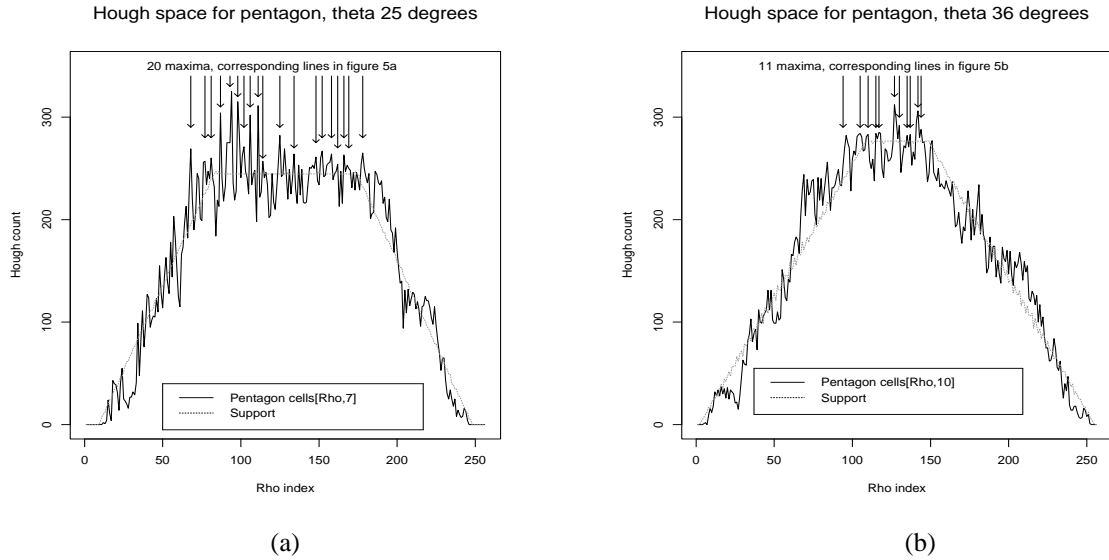 Hough space for pentagon, theta 25 degrees
20 maxima, corresponding lines in figure 5a
Hough count
0
100
200
300
Pentagon cells[Rho,7]
Support
0 50 100 150 200 250
Rho index
(a)
Hough space for pentagon, theta 36 degrees
11 maxima, corresponding lines in figure 5b
Hough count
0
100
200
300
Pentagon cells[Rho,10]
Support
0 50 100 150 200 250
Rho index
(b)